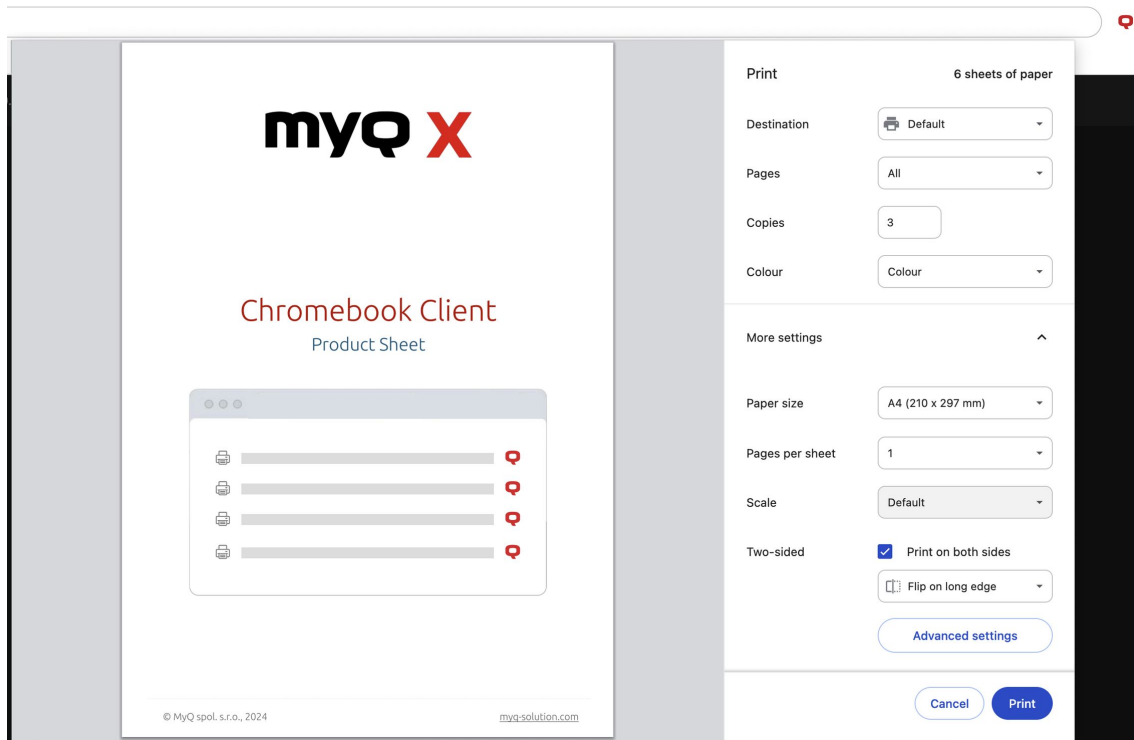 myQ X
Chromebook Client
Product Sheet
© MyQ spol. s.r.o., 2024
myq-solution.com
Print
6 sheets of paper
Destination
Default
Pages
All
Copies
3
Colour
Colour
More settings
Paper size
A4 (210 x 297 mm)
Pages per sheet
1
Scale
Default
Two-sided
Print on both sides
Flip on long edge
Advanced settings
Cancel
Print